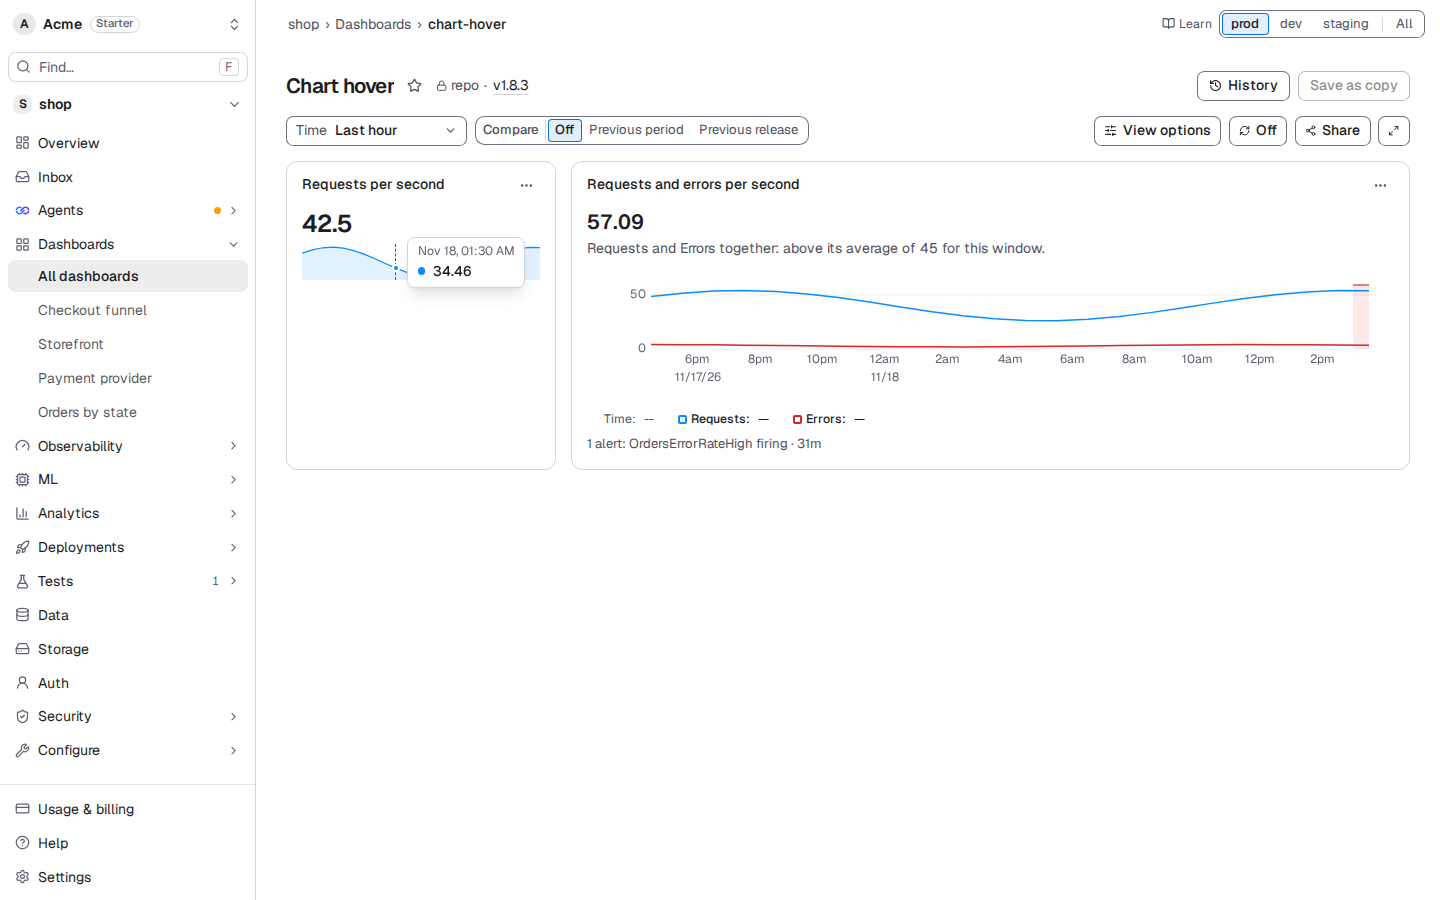 A Acme Starter
Find... F
S shop
Overview
Inbox
Agents
Dashboards
All dashboards
Checkout funnel
Storefront
Payment provider
Orders by state
Observability
ML
Analytics
Deployments
Tests 1
Data
Storage
Auth
Security
Configure
Usage & billing
Help
Settings
shop › Dashboards › chart-hover
Learn prod dev staging All
Chart hover repo · v1.8.3
History Save as copy
Time Last hour Compare Off Previous period Previous release
View options Off Share
Requests per second
42.5
Nov 18, 01:30 AM
34.46
Requests and errors per second
57.09
Requests and Errors together: above its average of 45 for this window.
50
0
6pm 8pm 10pm 12am 2am 4am 6am 8am 10am 12pm 2pm
11/17/26 11/18
Time: -- Requests: — Errors: —
1 alert: OrdersErrorRateHigh firing · 31m